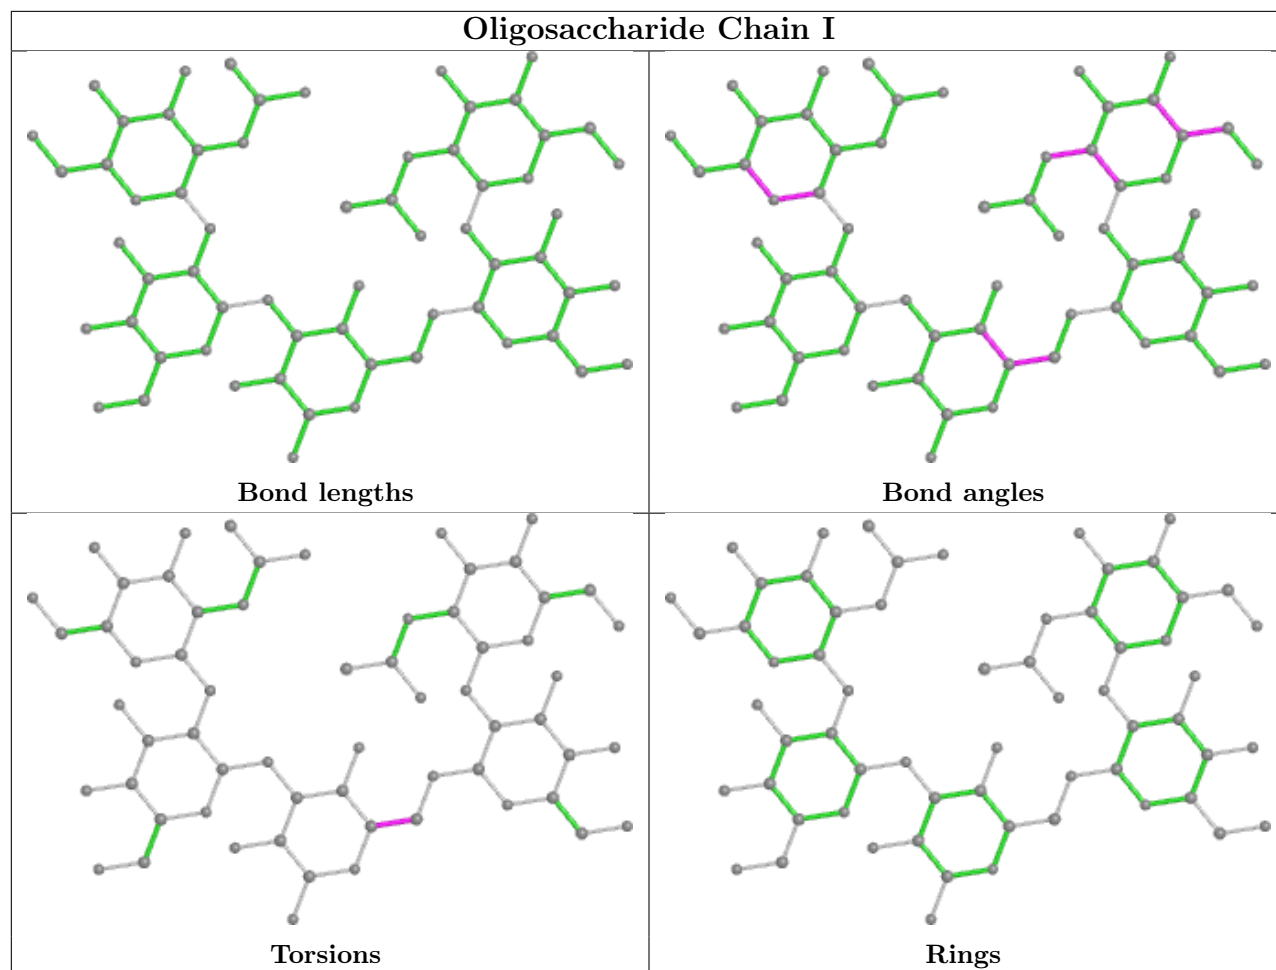 Oligosaccharide Chain I
Bond lengths
Bond angles
Torsions
Rings